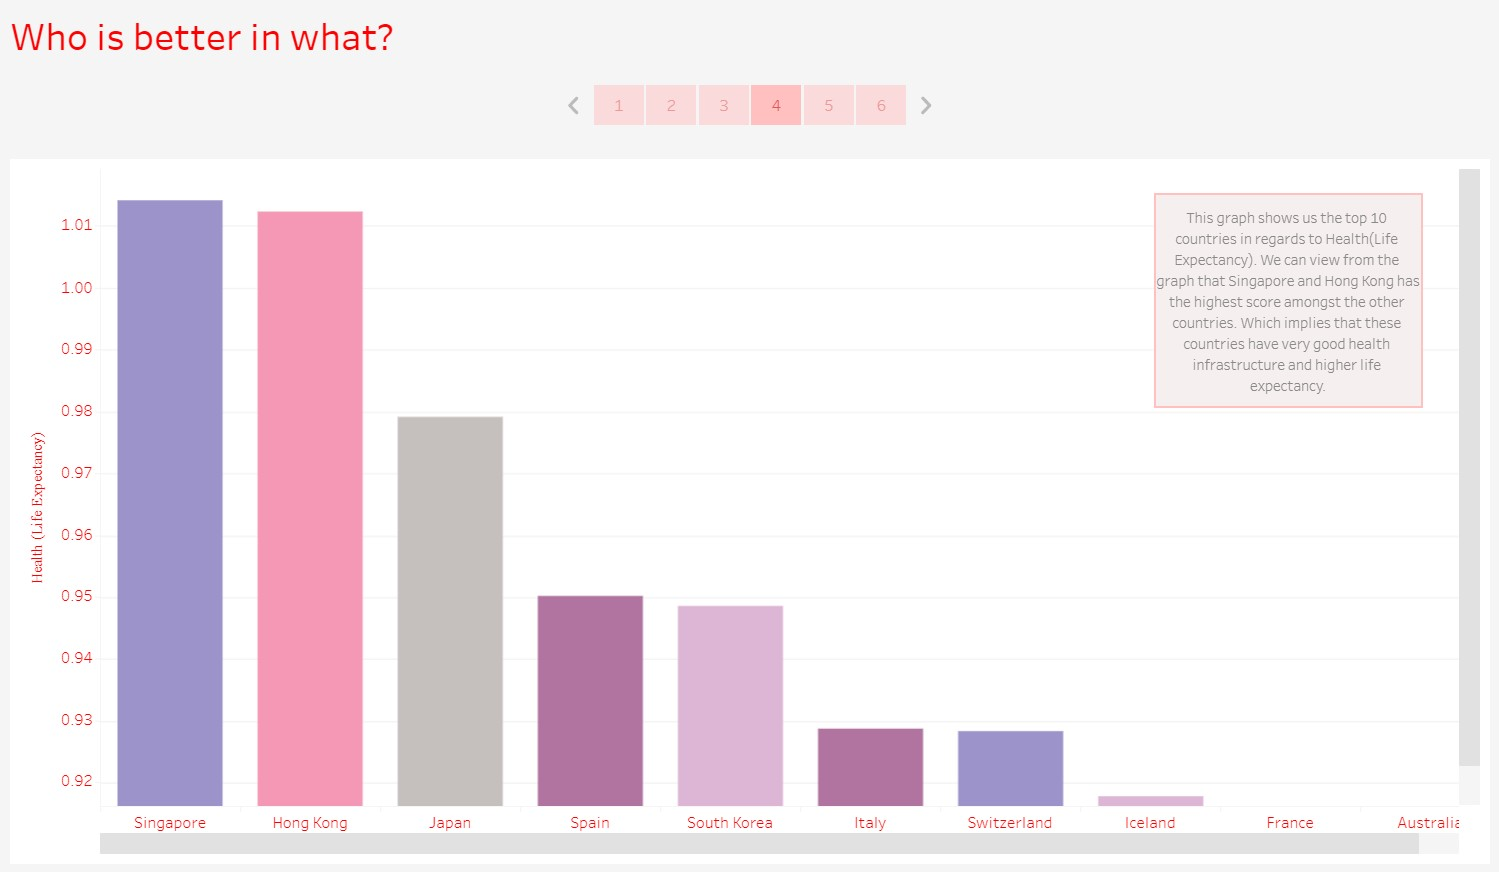 Who is better in what?
1 2 3 4 5 6
1.01
1.00
0.99
0.98
0.97
0.96
0.95
0.94
0.93
0.92
Health (Life Expectancy)
This graph shows us the top 10
countries in regards to Health(Life
Expectancy). We can view from the
graph that Singapore and Hong Kong has
the highest score amongst the other
countries. Which implies that these
countries have very good health
infrastructure and higher life
expectancy.
Singapore Hong Kong Japan Spain South Korea Italy Switzerland Iceland France Australia